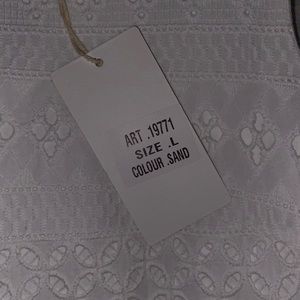 ART .19771
SIZE .L
COLOUR .SAND